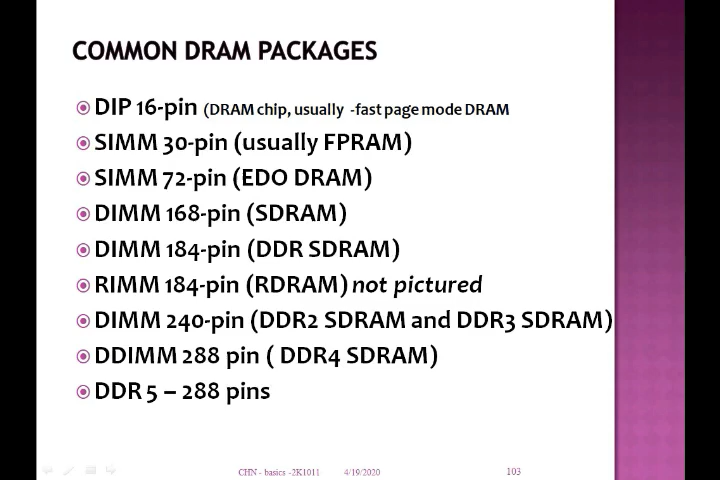 COMMON DRAM PACKAGES
DIP 16-pin (DRAM chip, usually -fast page mode DRAM
SIMM 30-pin (usually FPRAM)
SIMM 72-pin (EDO DRAM)
DIMM 168-pin (SDRAM)
DIMM 184-pin (DDR SDRAM)
RIMM 184-pin (RDRAM) not pictured
DIMM 240-pin (DDR2 SDRAM and DDR3 SDRAM)
DDIMM 288 pin ( DDR4 SDRAM)
DDR 5 – 288 pins
CHN - basics -2K1011 4/19/2020 103